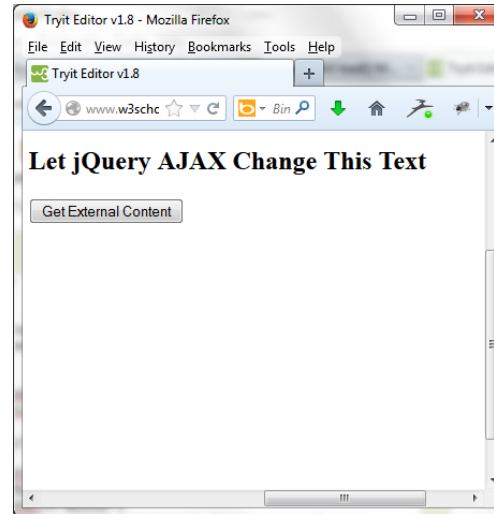 Tryit Editor v1.8 - Mozilla Firefox
File Edit View History Bookmarks Tools Help
Tryit Editor v1.8
www.w3schc
Bin
Let jQuery AJAX Change This Text
Get External Content